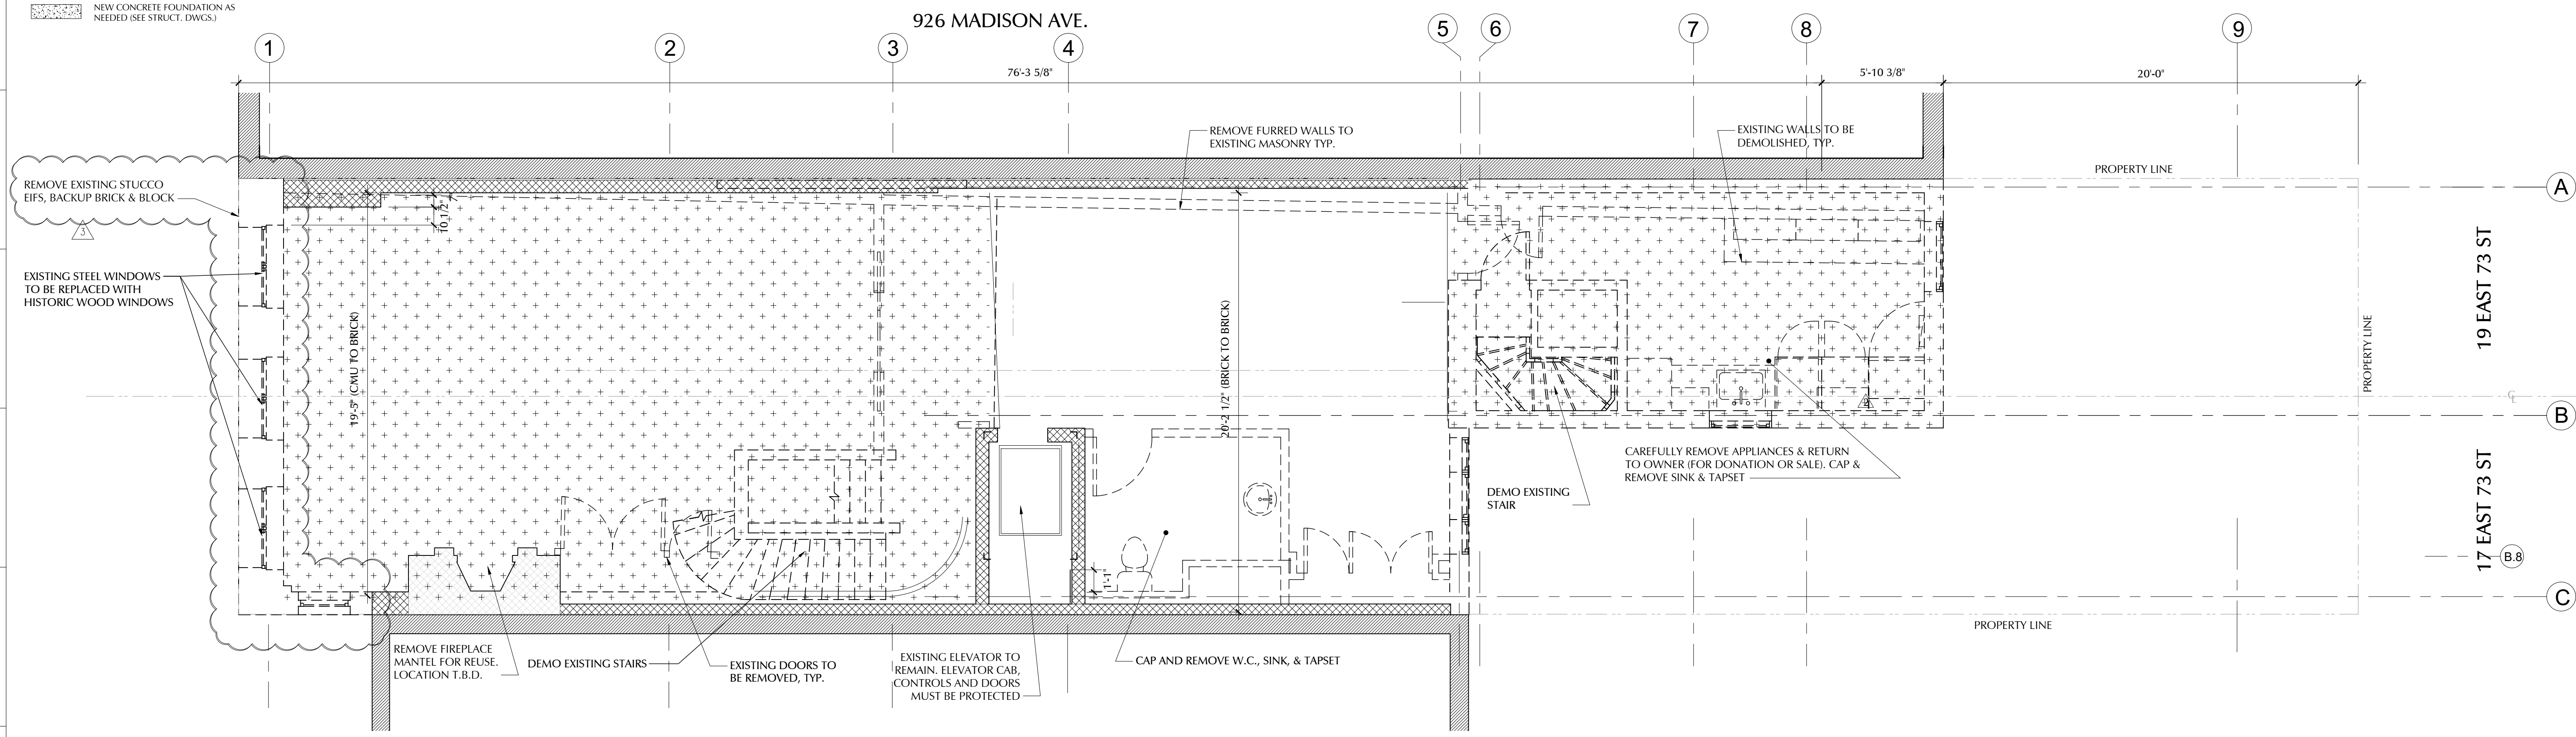 NEW CONCRETE FOUNDATION AS
NEEDED (SEE STRUCT. DWGS.)
926 MADISON AVE.
1
2
3
4
5
6
7
8
9
76'-3 5/8"
5'-10 3/8"
20'-0"
REMOVE FURRED WALLS TO
EXISTING MASONRY TYP.
EXISTING WALLS TO BE
DEMOLISHED, TYP.
PROPERTY LINE
REMOVE EXISTING STUCCO
EIFS, BACKUP BRICK & BLOCK
3
A
10 1/2"
EXISTING STEEL WINDOWS
TO BE REPLACED WITH
HISTORIC WOOD WINDOWS
19'-5" (CMU TO BRICK)
20'-2 1/2" (BRICK TO BRICK)
PROPERTY LINE
19 EAST 73 ST
2
CL
B
CAREFULLY REMOVE APPLIANCES & RETURN
TO OWNER (FOR DONATION OR SALE). CAP &
REMOVE SINK & TAPSET
DEMO EXISTING
STAIR
17 EAST 73 ST
B.8
1'-1"
C
PROPERTY LINE
REMOVE FIREPLACE
MANTEL FOR REUSE.
LOCATION T.B.D.
DEMO EXISTING STAIRS
EXISTING DOORS TO
BE REMOVED, TYP.
EXISTING ELEVATOR TO
REMAIN. ELEVATOR CAB,
CONTROLS AND DOORS
MUST BE PROTECTED
CAP AND REMOVE W.C., SINK, & TAPSET